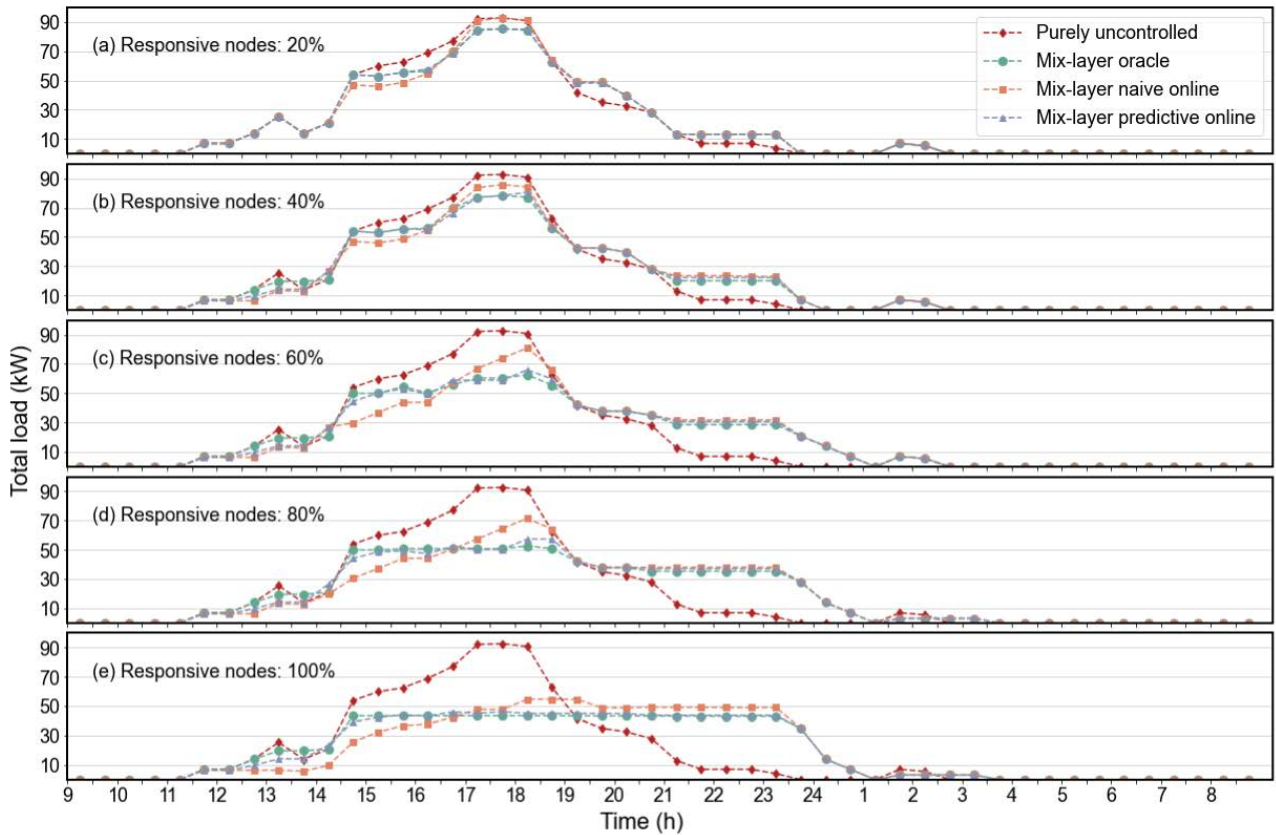 90
70
50
30
10
(a) Responsive nodes: 20%
Purely uncontrolled
Mix-layer oracle
Mix-layer naive online
Mix-layer predictive online
90
70
50
30
10
(b) Responsive nodes: 40%
90
70
50
30
10
(c) Responsive nodes: 60%
Total load (kW)
90
70
50
30
10
(d) Responsive nodes: 80%
90
70
50
30
10
(e) Responsive nodes: 100%
9 10 11 12 13 14 15 16 17 18 19 20 21 22 23 24 1 2 3 4 5 6 7 8
Time (h)